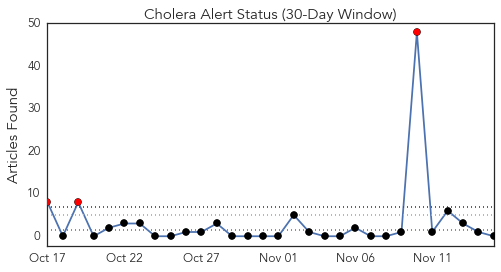 Cholera Alert Status (30-Day Window)
50
40
30
20
10
0
Articles Found
Oct 17 Oct 22 Oct 27 Nov 01 Nov 06 Nov 11